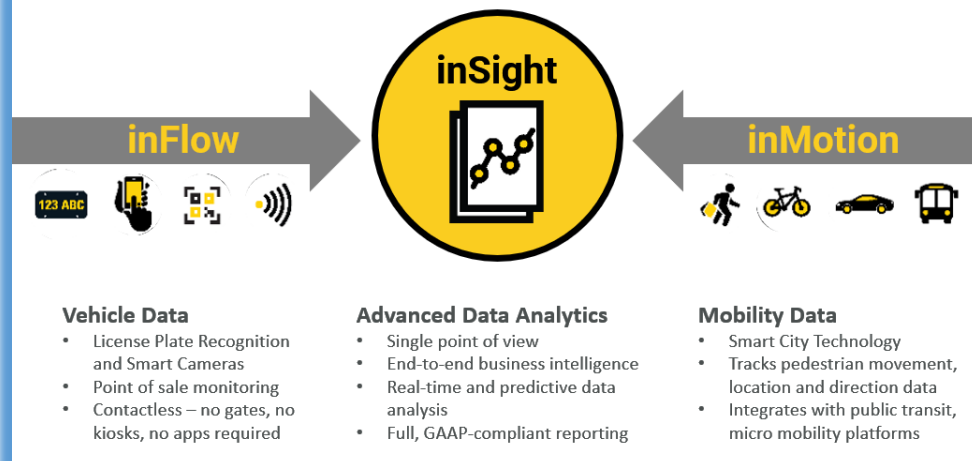 inSight
inFlow
inMotion
123 ABC
Vehicle Data
• License Plate Recognition
and Smart Cameras
• Point of sale monitoring
• Contactless – no gates, no
kiosks, no apps required
Advanced Data Analytics
• Single point of view
• End-to-end business intelligence
• Real-time and predictive data
analysis
• Full, GAAP-compliant reporting
Mobility Data
• Smart City Technology
• Tracks pedestrian movement,
location and direction data
• Integrates with public transit,
micro mobility platforms